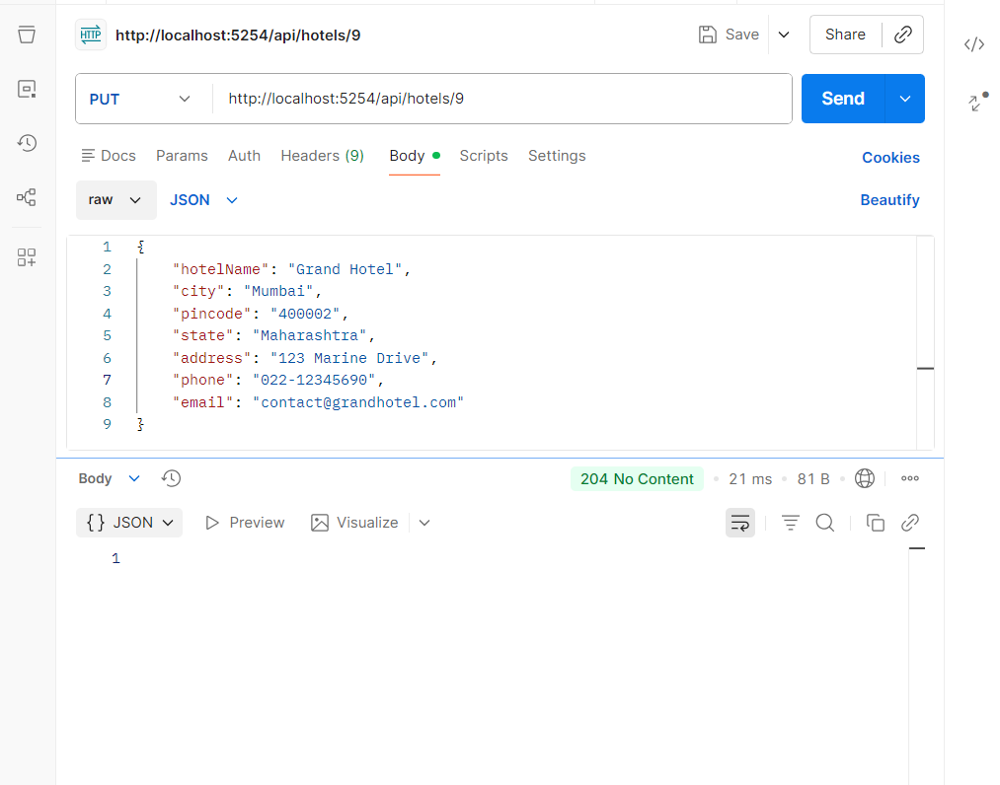 HTTP http://localhost:5254/api/hotels/9 Save Share
PUT http://localhost:5254/api/hotels/9 Send
Docs Params Auth Headers (9) Body Scripts Settings Cookies
raw JSON Beautify
1 {
2 "hotelName": "Grand Hotel",
3 "city": "Mumbai",
4 "pincode": "400002",
5 "state": "Maharashtra",
6 "address": "123 Marine Drive",
7 "phone": "022-12345690",
8 "email": "contact@grandhotel.com"
9 }
Body 204 No Content • 21 ms • 81 B •
{} JSON Preview Visualize
1